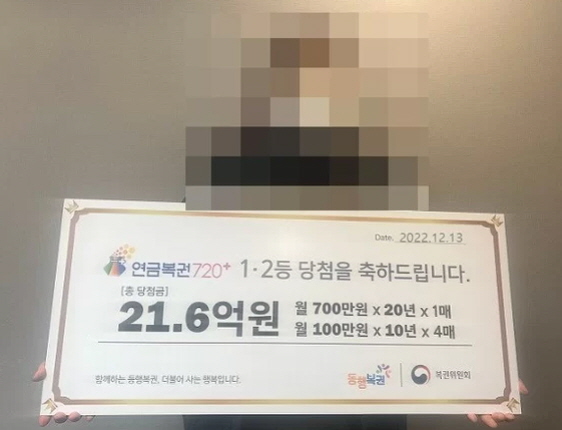 Date. 2022.12.13
연금복권720+ 1·2등 당첨을 축하드립니다.
[총 당첨금]
21.6억원
월 700만원 x 20년 x 1매
월 100만원 x 10년 x 4매
함께하는 동행복권, 더불어 사는 행복입니다.
동행복권 복권위원회